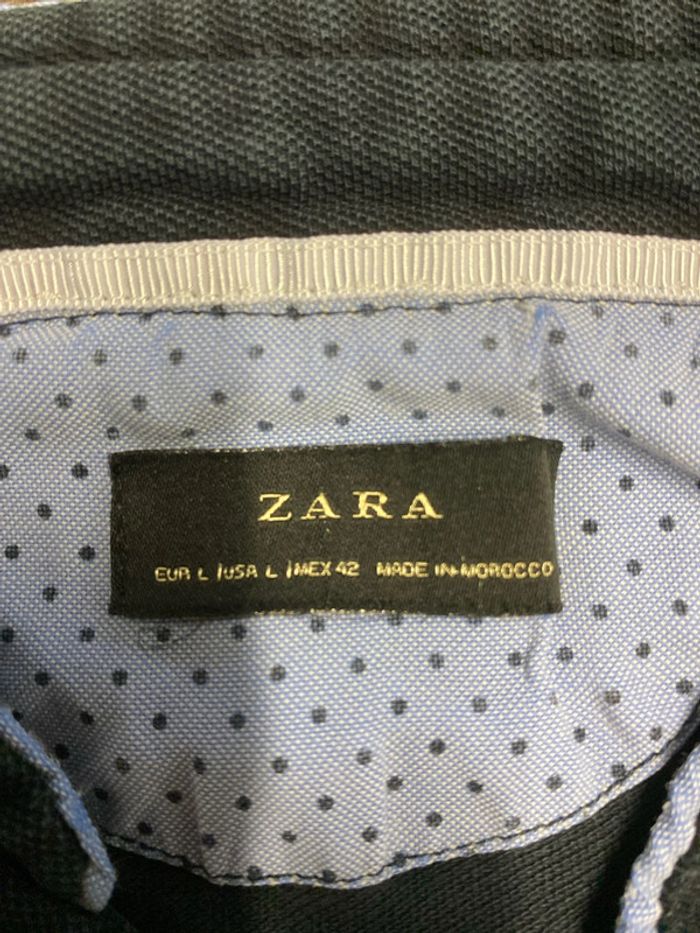 ZARA
EUR L / USA L / MEX 42 MADE IN MOROCCO